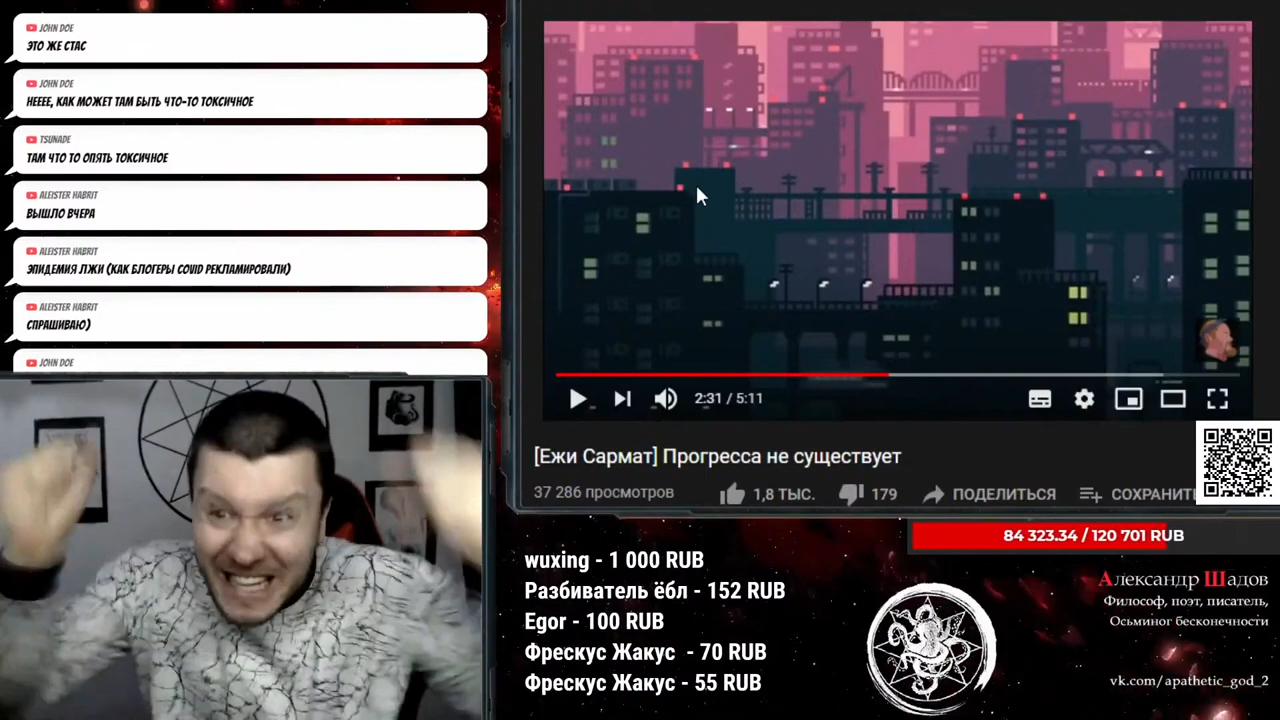 JOHN DOE
ЭТО ЖЕ СТАС
JOHN DOE
НЕЕЕЕ, КАК МОЖЕТ ТАМ БЫТЬ ЧТО-ТО ТОКСИЧНОЕ
TSUNADE
ТАМ ЧТО ТО ОПЯТЬ ТОКСИЧНОЕ
ALEISTER HABRIT
ВЫШЛО ВЧЕРА
ALEISTER HABRIT
ЭПИДЕМИЯ ЛЖИ (КАК БЛОГЕРЫ COVID РЕКЛАМИРОВАЛИ)
ALEISTER HABRIT
СПРАШИВАЮ)
JOHN DOE
2:31 / 5:11
[Ежи Сармат] Прогресса не существует
37 286 просмотров
1,8 ТЫС.
179
ПОДЕЛИТЬСЯ
СОХРАНИТЬ
84 323.34 / 120 701 RUB
wuxing - 1 000 RUB
Разбиватель ёбл - 152 RUB
Egor - 100 RUB
Фрескус Жакус - 70 RUB
Фрескус Жакус - 55 RUB
Александр Шадов
Философ, поэт, писатель,
Осьминог бесконечности
vk.com/apathetic_god_2